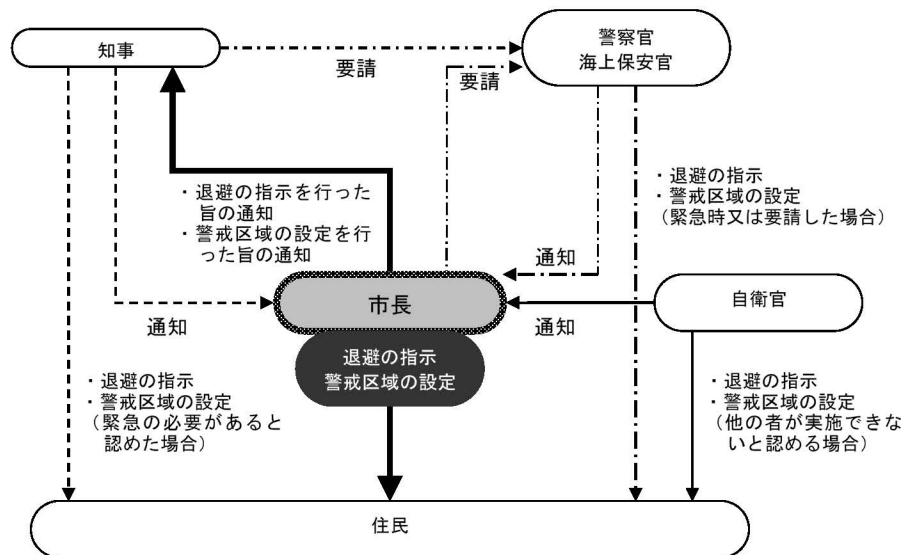 知事
要請
警察官
海上保安官
要請
・退避の指示を行った
旨の通知
・警戒区域の設定を行
った旨の通知
・退避の指示
・警戒区域の設定
（緊急時又は要請した場合）
通知
市長
自衛官
通知
通知
退避の指示
警戒区域の設定
・退避の指示
・警戒区域の設定
（緊急の必要があると
認めた場合）
・退避の指示
・警戒区域の設定
（他の者が実施できな
いと認める場合）
住民